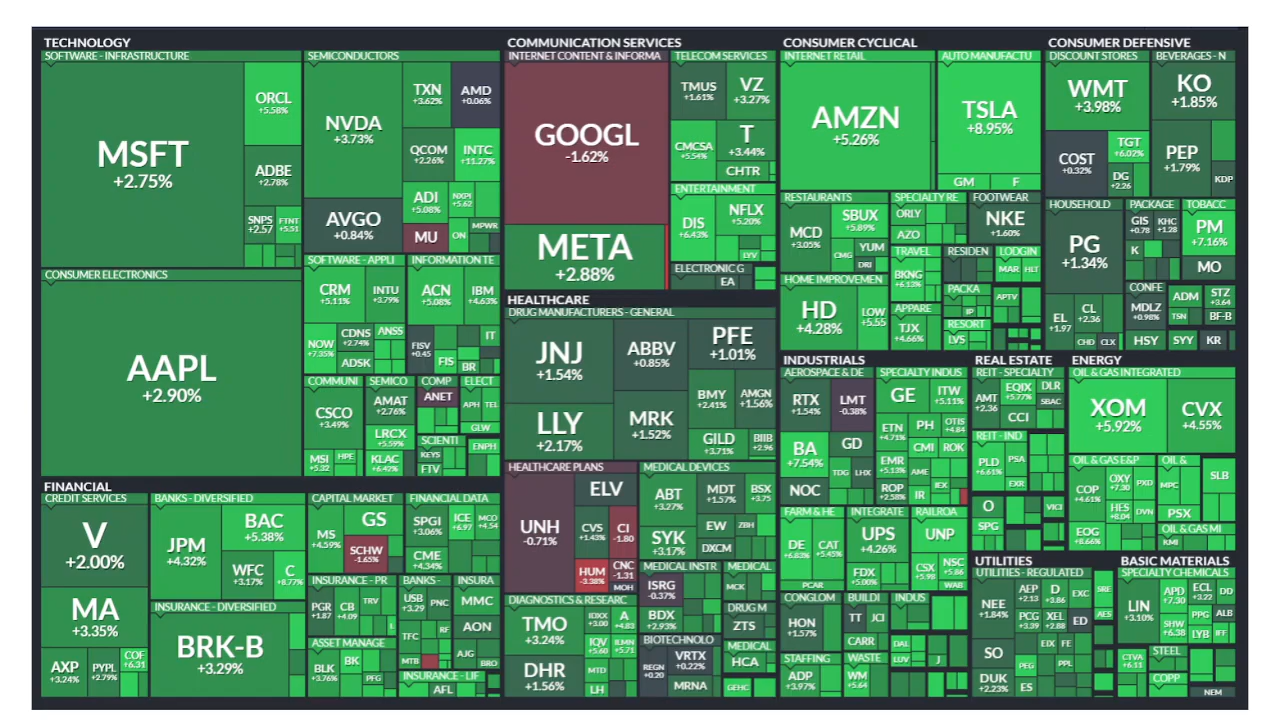 TECHNOLOGY
SOFTWARE - INFRASTRUCTURE
MSFT
+2.75%
ORCL
+5.58%
ADBE
+2.78%
SNPS
+2.57
FTNT
+5.51
SEMICONDUCTORS
NVDA
+3.73%
TXN
+3.62%
AMD
+0.06%
QCOM
+2.26%
INTC
+11.27%
AVGO
+0.84%
ADI
+5.08%
NXPI
+5.62
MU
ON
MPWR
CONSUMER ELECTRONICS
AAPL
+2.90%
SOFTWARE - APPLI
CRM
+5.11%
INTU
+3.79%
NOW
+7.35%
CDNS
+2.74%
ANSS
ADSK
INFORMATION TE
ACN
+5.08%
IBM
+4.63%
FISV
+0.45
IT
FIS
BR
COMMUNI
CSCO
+3.49%
MSI
+5.32
HPE
SEMICO
AMAT
+2.76%
LRCX
+5.59%
KLAC
+6.42%
COMP
ANET
ELECT
APH
TEL
GLW
SCIENTI
KEYS
FTV
ENPH
COMMUNICATION SERVICES
INTERNET CONTENT & INFORMA
GOOGL
-1.62%
META
+2.88%
TELECOM SERVICES
TMUS
+1.61%
VZ
+3.27%
CMCSA
+5.54%
T
+3.44%
CHTR
ENTERTAINMENT
DIS
+6.43%
NFLX
+5.20%
LYV
ELECTRONIC G
EA
CONSUMER CYCLICAL
INTERNET RETAIL
AMZN
+5.26%
AUTO MANUFACTU
TSLA
+8.95%
GM
F
RESTAURANTS
MCD
+3.05%
SBUX
+5.89%
CMG
YUM
DRI
SPECIALTY RE
ORLY
AZO
FOOTWEAR
NKE
+1.60%
TRAVEL
BKNG
+6.13%
RESIDEN
LODGIN
MAR
HLT
HOME IMPROVEMEN
HD
+4.28%
LOW
+5.55
APPARE
TJX
+4.66%
PACKA
IP
APTV
RESORT
LVS
CONSUMER DEFENSIVE
DISCOUNT STORES
WMT
+3.98%
COST
+0.32%
TGT
+6.02%
DG
+2.26
BEVERAGES - N
KO
+1.85%
PEP
+1.79%
KDP
HOUSEHOLD
PG
+1.34%
EL
+1.97
CL
+2.36
CHD
CLX
PACKAGE
GIS
+0.78
KHC
+1.28
K
TOBACC
PM
+7.16%
MO
CONFE
MDLZ
+0.98%
HSY
ADM
TSN
STZ
+3.64
BF-B
SYY
KR
HEALTHCARE
DRUG MANUFACTURERS - GENERAL
JNJ
+1.54%
ABBV
+0.85%
PFE
+1.01%
LLY
+2.17%
MRK
+1.52%
BMY
+2.41%
AMGN
+1.56%
GILD
+3.71%
BIIB
+2.96
HEALTHCARE PLANS
UNH
-0.71%
ELV
CVS
+1.43%
CI
-1.80
HUM
-3.38%
CNC
-1.31
MOH
MEDICAL DEVICES
ABT
+3.27%
MDT
+1.57%
BSX
+3.75
SYK
+3.17%
EW
ZBH
DXCM
DIAGNOSTICS & RESEARC
TMO
+3.24%
DHR
+1.56%
IDXX
+3.00
A
+4.83
IQV
+5.60
ILMN
+5.71
MTD
LH
MEDICAL INSTR
ISRG
-0.37%
BDX
+2.93%
MEDICAL
MCK
DRUG M
ZTS
BIOTECHNOLO
REGN
+0.20
VRTX
+0.22%
MRNA
MEDICAL
HCA
GEHC
INDUSTRIALS
AEROSPACE & DE
RTX
+1.54%
LMT
-0.38%
BA
+7.54%
GD
TDG
LHX
NOC
SPECIALTY INDUS
GE
ITW
+5.11%
ETN
+4.71%
PH
OTIS
+4.84
EMR
+5.13%
CMI
ROK
AME
ROP
+2.58%
IEX
IR
FARM & HE
DE
+6.83%
CAT
+5.45%
PCAR
INTEGRATE
UPS
+4.26%
FDX
+5.00%
RAILROA
UNP
CSX
+5.98
NSC
+5.86
WAB
CONGLOM
HON
+1.57%
BUILDI
TT
JCI
CARR
INDUS
DAL
LUV
J
STAFFING
ADP
+3.97%
WASTE
WM
+5.64
REAL ESTATE
REIT - SPECIALTY
AMT
+2.36
EQIX
+5.77%
DLR
SBAC
CCI
REIT - IND
PLD
+6.61%
PSA
EXR
O
SPG
VICI
ENERGY
OIL & GAS INTEGRATED
XOM
+5.92%
CVX
+4.55%
OIL & GAS E&P
COP
+4.61%
OXY
+7.30
PXD
HES
+8.04
DVN
EOG
+8.66%
OIL &
MPC
PSX
SLB
OIL & GAS MI
KMI
UTILITIES
UTILITIES - REGULATED
NEE
+1.84%
AEP
+2.13
D
+3.86
EXC
PCG
+3.39
XEL
+2.88
ED
SO
DUK
+2.23%
EIX
FE
PEG
PPL
ES
SRE
AES
BASIC MATERIALS
SPECIALTY CHEMICALS
LIN
+3.10%
APD
+7.30
ECL
+3.22
DD
PPG
ALB
SHW
+6.38
LYB
IFF
CTVA
+6.11
STEEL
COPP
NEM
FINANCIAL
CREDIT SERVICES
V
+2.00%
MA
+3.35%
AXP
+3.24%
PYPL
+2.79%
COF
+6.31
BANKS - DIVERSIFIED
JPM
+4.32%
BAC
+5.38%
WFC
+3.17%
C
+8.77%
INSURANCE - DIVERSIFIED
BRK-B
+3.29%
CAPITAL MARKET
MS
+4.59%
GS
SCHW
-1.65%
FINANCIAL DATA
SPGI
+3.06%
ICE
+6.97
MCO
+4.54
CME
+4.34%
INSURANCE - PR
PGR
+1.87
CB
+4.09
TRV
L
BANKS -
USB
+3.29
PNC
TFC
RF
MTB
INSURA
MMC
AON
AJG
BRO
ASSET MANAGE
BLK
+3.76%
BK
PFG
INSURANCE - LIF
AFL